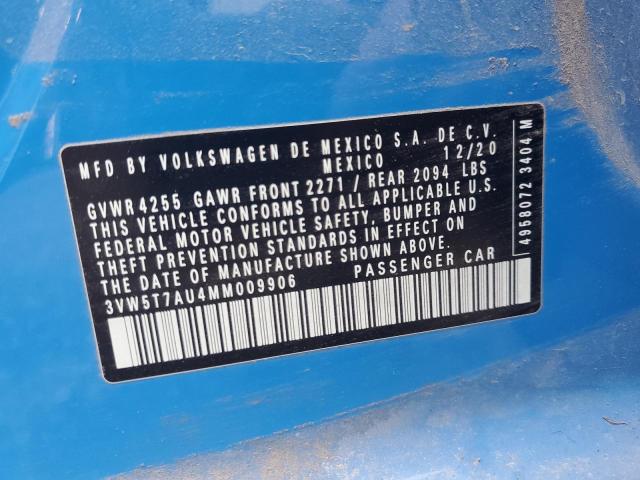 MFD BY VOLKSWAGEN DE MEXICO S.A. DE C.V.
MEXICO 12/20
GVWR 4255 GAWR FRONT 2271 / REAR 2094 LBS
THIS VEHICLE CONFORMS TO ALL APPLICABLE U.S.
FEDERAL MOTOR VEHICLE SAFETY, BUMPER AND
THEFT PREVENTION STANDARDS IN EFFECT ON
THE DATE OF MANUFACTURE SHOWN ABOVE.
3VW5T7AU4MM009906 PASSENGER CAR
4958072 3404 M